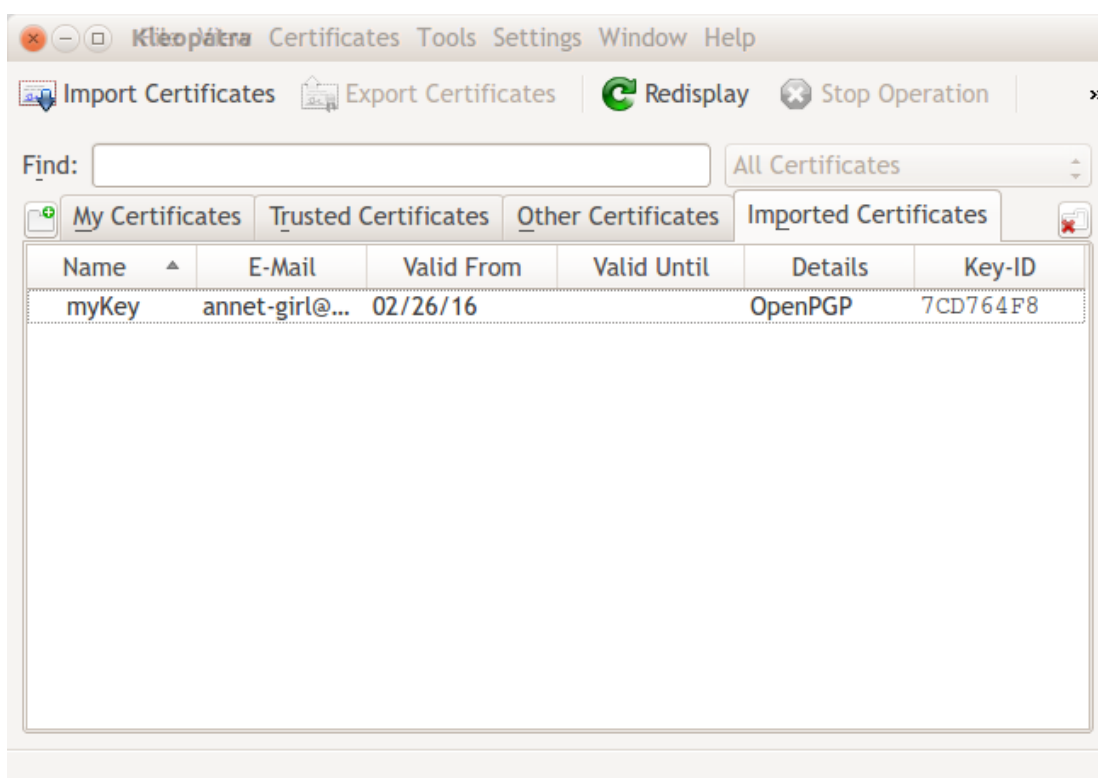 Kleopatra Certificates Tools Settings Window Help
Import Certificates Export Certificates Redisplay Stop Operation »
Find: All Certificates
My Certificates Trusted Certificates Other Certificates Imported Certificates
Name E-Mail Valid From Valid Until Details Key-ID
myKey annet-girl@... 02/26/16 OpenPGP 7CD764F8